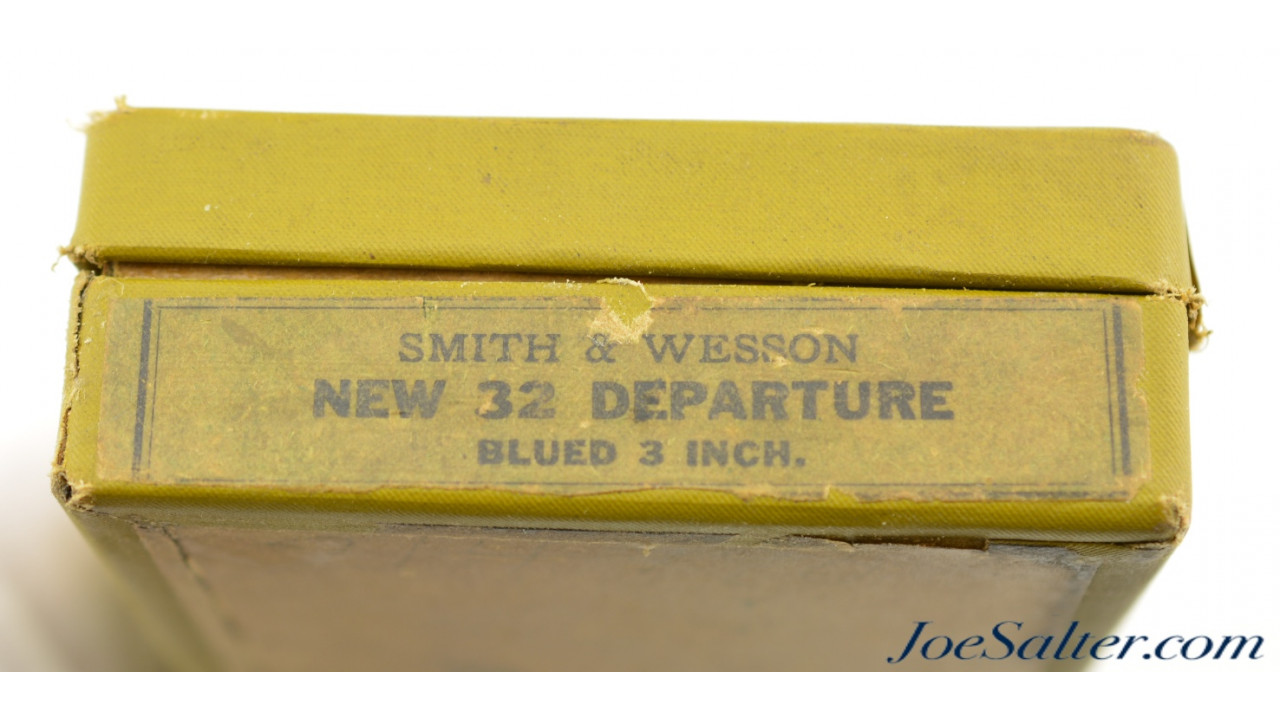 SMITH & WESSON
NEW 32 DEPARTURE
BLUED 3 INCH.
JoeSalter.com